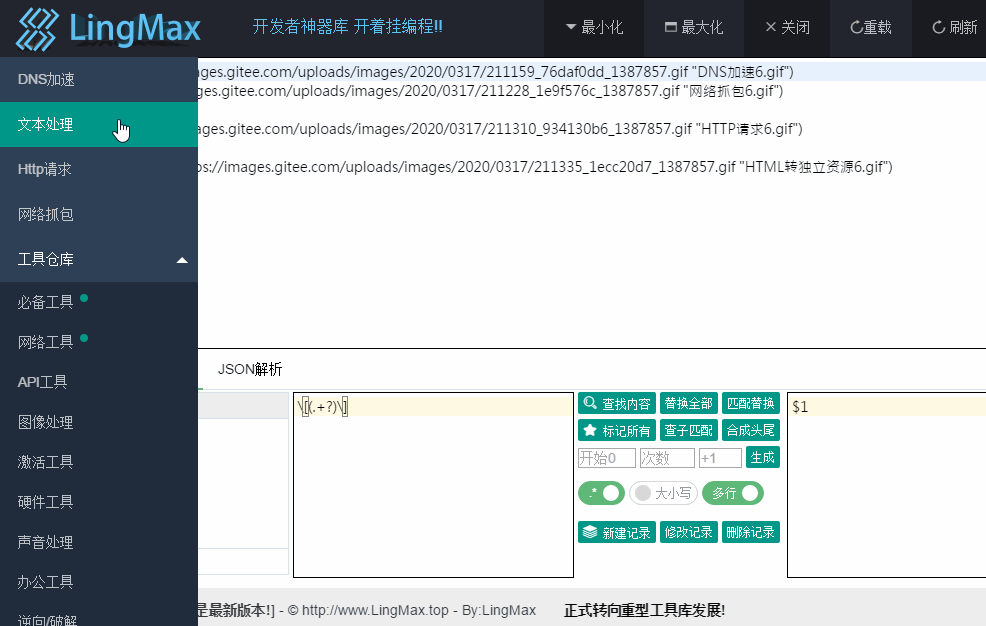 LingMax
开发者神器库 开着挂编程!!
最小化
最大化
关闭
重载
刷新
DNS加速
文本处理
Http请求
网络抓包
工具仓库
必备工具
网络工具
API工具
图像处理
激活工具
硬件工具
声音处理
办公工具
逆向/破解
ges.gitee.com/uploads/images/2020/0317/211159_76daf0dd_1387857.gif "DNS加速6.gif")
ges.gitee.com/uploads/images/2020/0317/211228_1e9f576c_1387857.gif "网络抓包6.gif")
ages.gitee.com/uploads/images/2020/0317/211310_934130b6_1387857.gif "HTTP请求6.gif")
ps://images.gitee.com/uploads/images/2020/0317/211335_1ecc20d7_1387857.gif "HTML转独立资源6.gif")
JSON解析
\[(.+?)\]
查找内容 替换全部 匹配替换
标记所有 查子匹配 合成头尾
开始0 次数 +1 生成
.* 大小写 多行
新建记录 修改记录 删除记录
$1
是最新版本!] - © http://www.LingMax.top - By:LingMax 正式转向重型工具库发展!